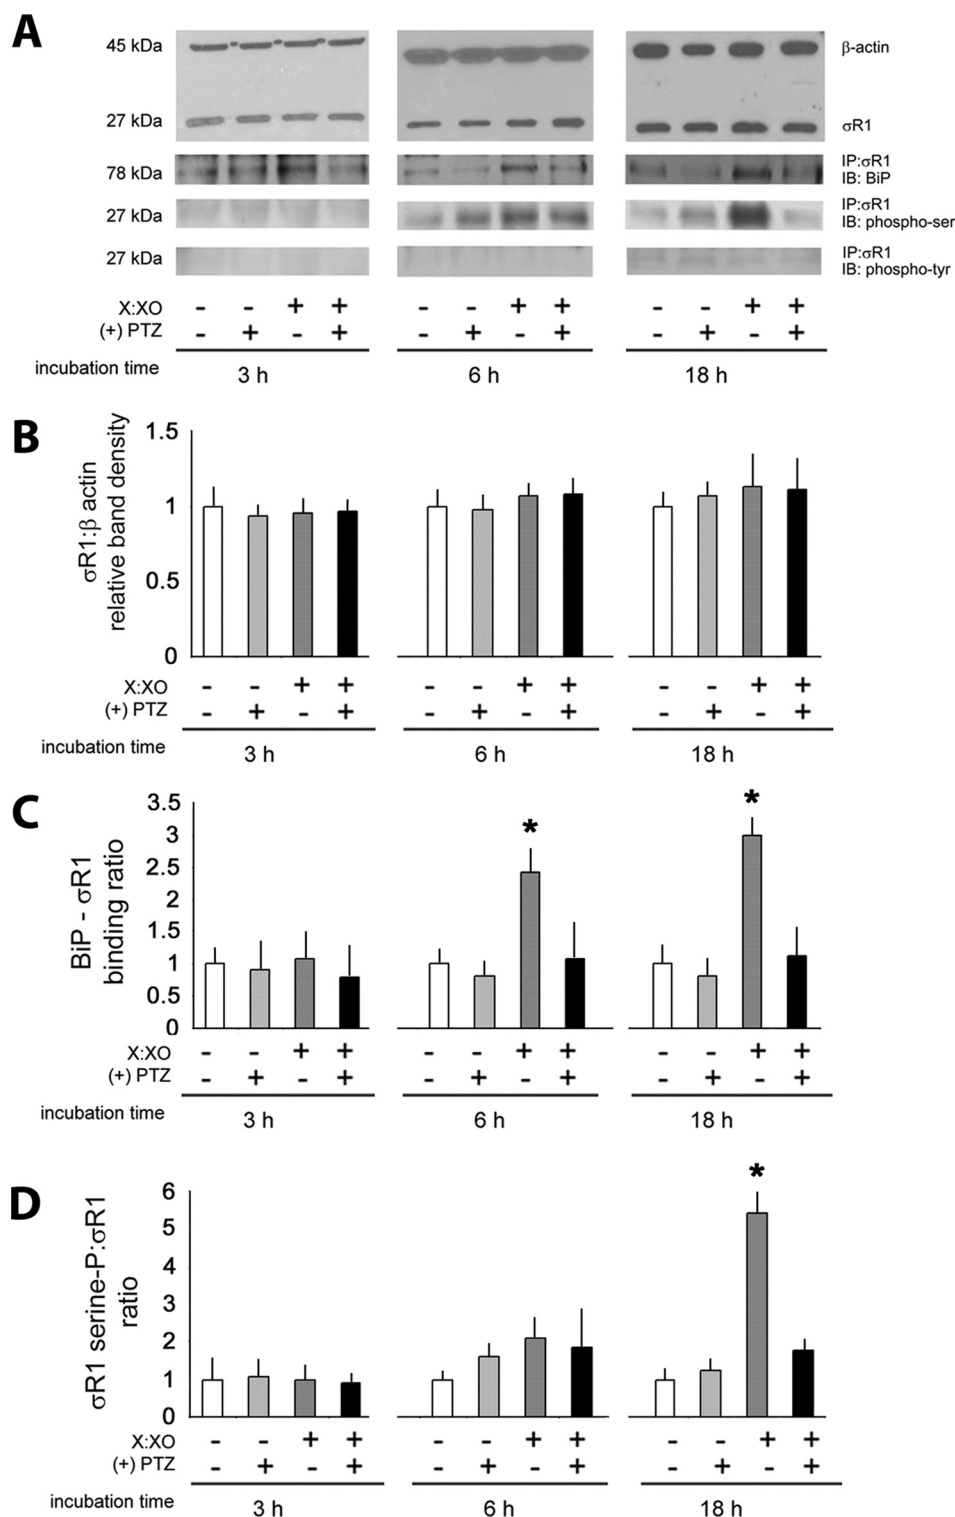 A
45 kDa
β-actin
27 kDa
σR1
78 kDa
IP:σR1
IB: BiP
27 kDa
IP:σR1
IB: phospho-ser
27 kDa
IP:σR1
IB: phospho-tyr
X:XO - - + + - - + + - - + +
(+) PTZ - + - + - + - + - + - +
incubation time 3 h 6 h 18 h
B
σR1:β actin
relative band density
1.5
1
0.5
0
X:XO - - + + - - + + - - + +
(+) PTZ - + - + - + - + - + - +
incubation time 3 h 6 h 18 h
C
BiP - σR1
binding ratio
3.5
3
2.5
2
1.5
1
0.5
0
* *
X:XO - - + + - - + + - - + +
(+) PTZ - + - + - + - + - + - +
incubation time 3 h 6 h 18 h
D
σR1 serine-P:σR1
ratio
6
5
4
3
2
1
0
*
X:XO - - + + - - + + - - + +
(+) PTZ - + - + - + - + - + - +
incubation time 3 h 6 h 18 h